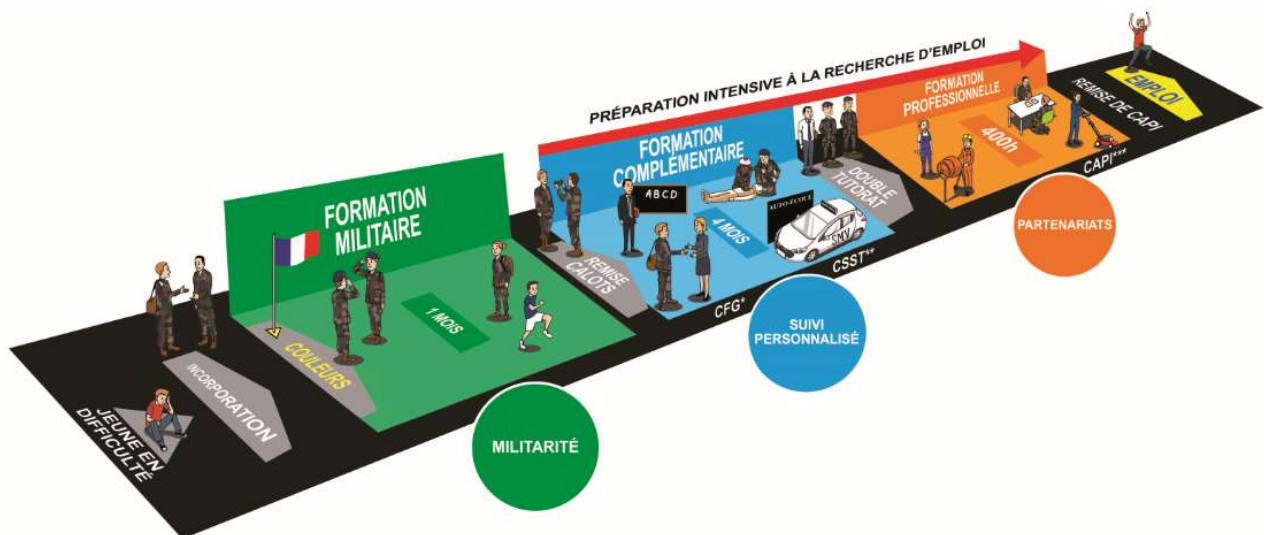 JEUNE EN
DIFFICULTÉ
INCORPORATION
COULEURS
FORMATION
MILITAIRE
1 MOIS
MILITARITÉ
REMISE
CALOTS
PRÉPARATION INTENSIVE À LA RECHERCHE D'EMPLOI
FORMATION
COMPLÉMENTAIRE
ABCD
4 MOIS
AUTO-ÉCOLE
SMV
CFG*
CSST**
SUIVI
PERSONNALISÉ
DOUBLE
TUTORAT
FORMATION
PROFESSIONNELLE
400h
CAPI***
PARTENARIATS
REMISE DE CAPI
EMPLOI